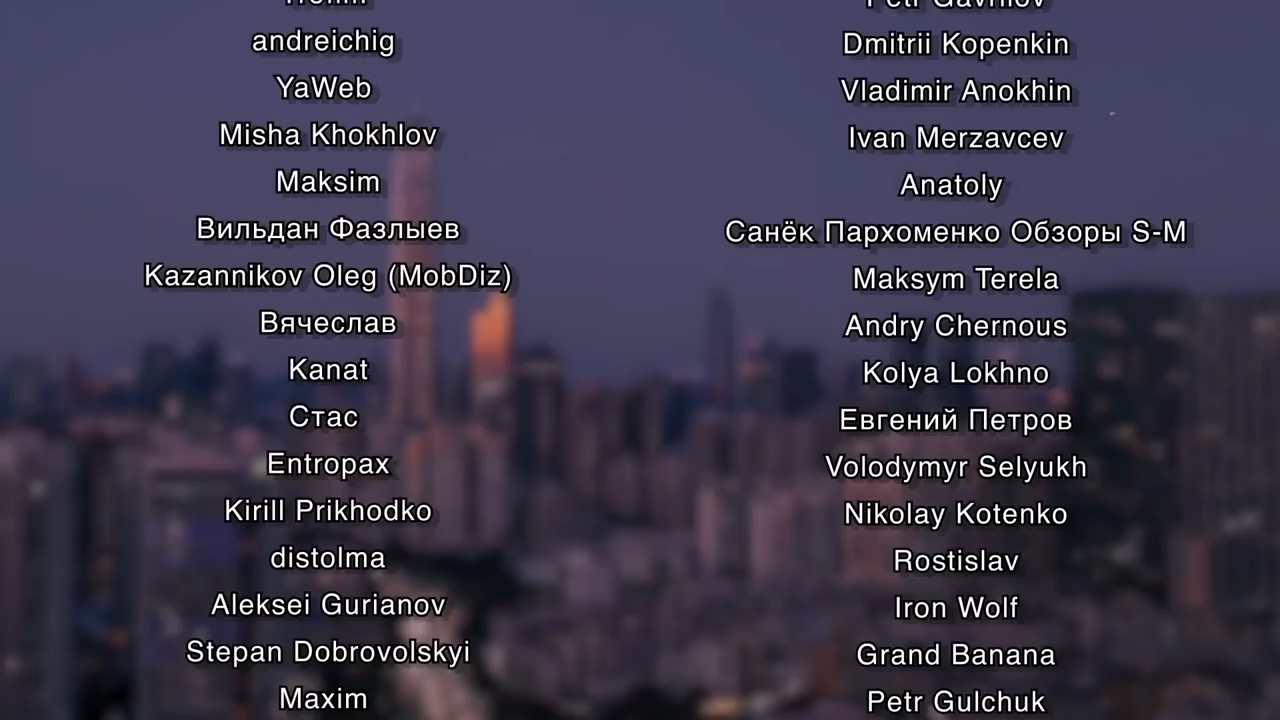 andreichig
YaWeb
Misha Khokhlov
Maksim
Вильдан Фазлыев
Kazannikov Oleg (MobDiz)
Вячеслав
Kanat
Стас
Entropax
Kirill Prikhodko
distolma
Aleksei Gurianov
Stepan Dobrovolskyi
Maxim
Petr Gavrilov
Dmitrii Kopenkin
Vladimir Anokhin
Ivan Merzavcev
Anatoly
Санёк Пархоменко Обзоры S-M
Maksym Terela
Andry Chernous
Kolya Lokhno
Евгений Петров
Volodymyr Selyukh
Nikolay Kotenko
Rostislav
Iron Wolf
Grand Banana
Petr Gulchuk